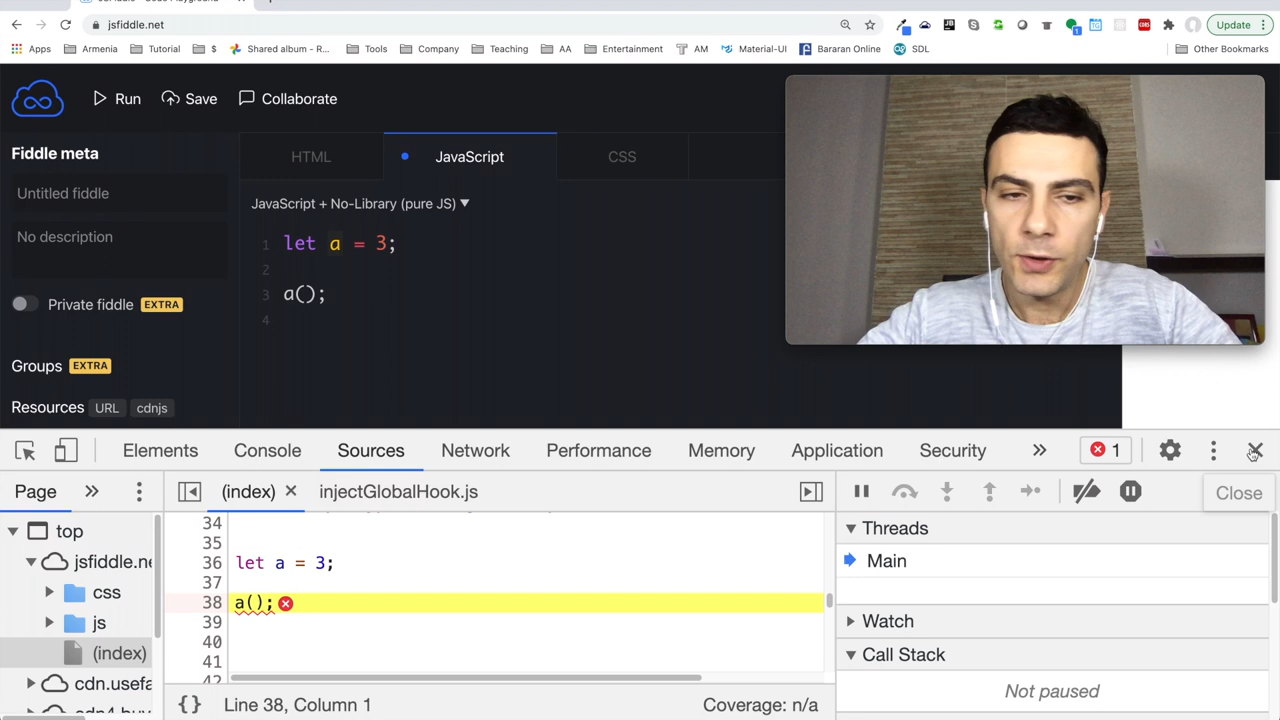 jsfiddle.net
Update
Apps Armenia Tutorial $ Shared album - R... Tools Company Teaching AA Entertainment AM Material-UI Bararan Online SDL Other Bookmarks
Run Save Collaborate
Fiddle meta
Untitled fiddle
No description
Private fiddle EXTRA
Groups EXTRA
Resources URL cdnjs
HTML JavaScript CSS
JavaScript + No-Library (pure JS) ▼
1 let a = 3;
2
3 a();
4
Elements Console Sources Network Performance Memory Application Security » 1
Page » (index) × injectGlobalHook.js
Close
top
jsfiddle.ne
css
js
(index)
cdn.usefa
34
35
36 let a = 3;
37
38 a();
39
40
41
42
{} Line 38, Column 1 Coverage: n/a
Threads
Main
Watch
Call Stack
Not paused